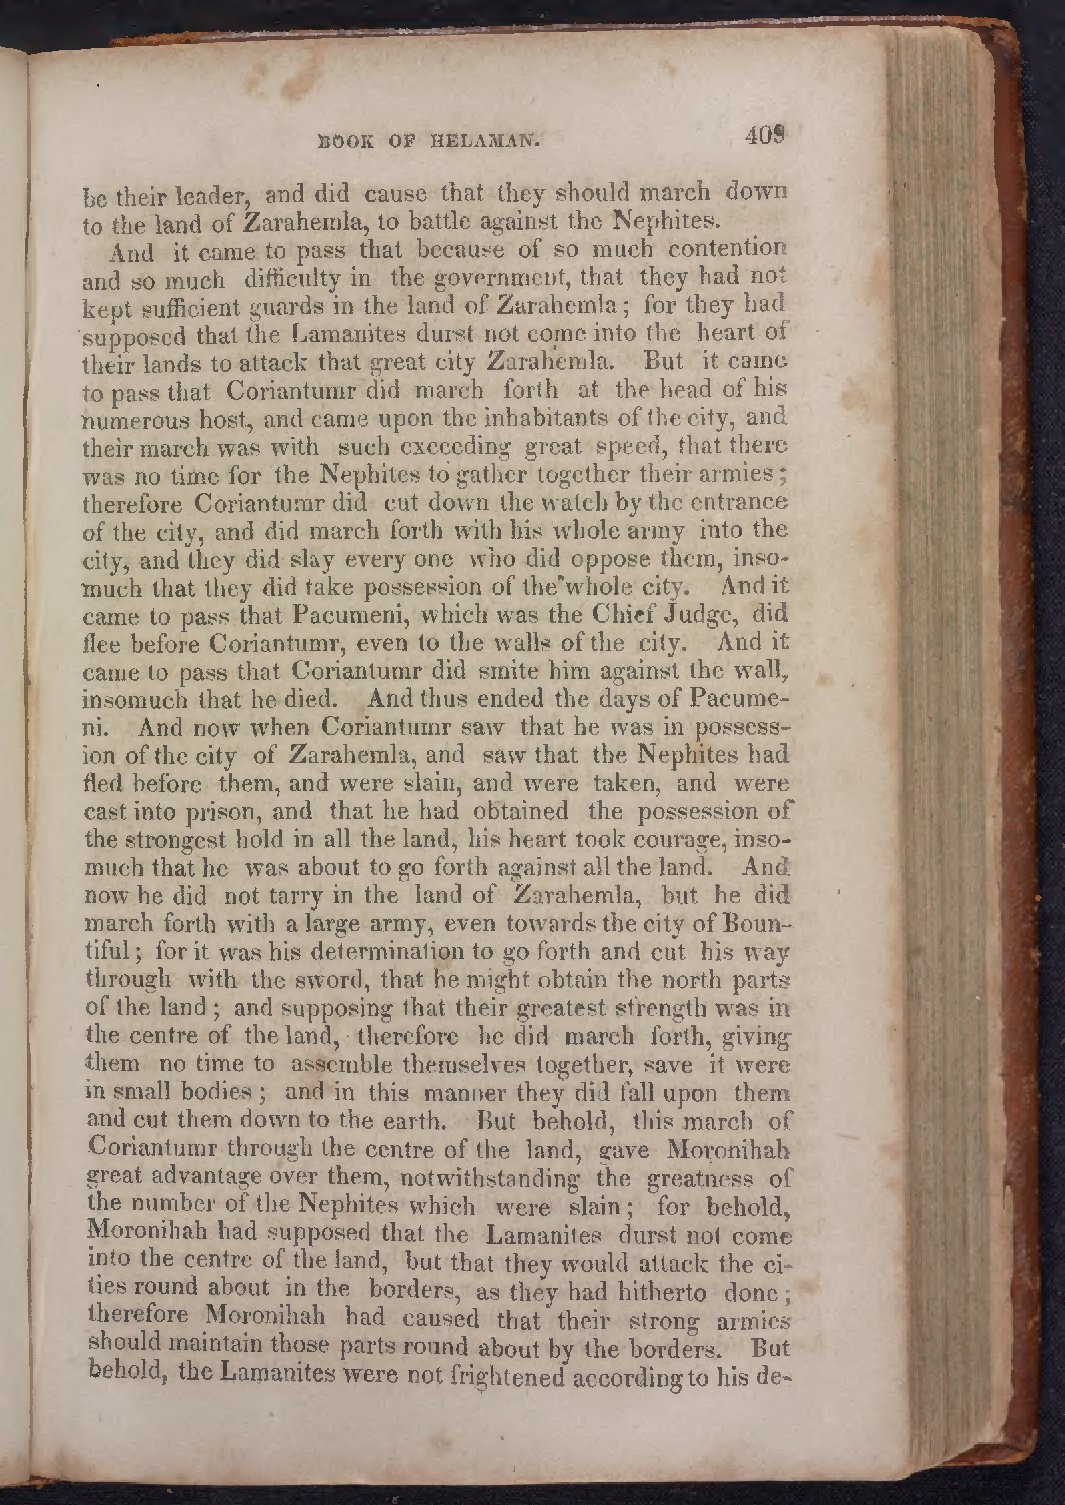 BOOK OF HELAMAN. 409
be their leader, and did cause that they should march down
to the land of Zarahemla, to battle against the Nephites.
And it came to pass that because of so much contention
and so much difficulty in the government, that they had not
kept sufficient guards in the land of Zarahemla; for they had
supposed that the Lamanites durst not come into the heart of
their lands to attack that great city Zarahemla. But it came
to pass that Coriantumr did march forth at the head of his
numerous host, and came upon the inhabitants of the city, and
their march was with such exceeding great speed, that there
was no time for the Nephites to gather together their armies;
therefore Coriantumr did cut down the watch by the entrance
of the city, and did march forth with his whole army into the
city, and they did slay every one who did oppose them, inso-
much that they did take possession of the whole city. And it
came to pass that Pacumeni, which was the Chief Judge, did
flee before Coriantumr, even to the walls of the city. And it
came to pass that Coriantumr did smite him against the wall,
insomuch that he died. And thus ended the days of Pacume-
ni. And now when Coriantumr saw that he was in possess-
ion of the city of Zarahemla, and saw that the Nephites had
fled before them, and were slain, and were taken, and were
cast into prison, and that he had obtained the possession of
the strongest hold in all the land, his heart took courage, inso-
much that he was about to go forth against all the land. And
now he did not tarry in the land of Zarahemla, but he did
march forth with a large army, even towards the city of Boun-
tiful; for it was his determination to go forth and cut his way
through with the sword, that he might obtain the north parts
of the land; and supposing that their greatest strength was in
the centre of the land, therefore he did march forth, giving
them no time to assemble themselves together, save it were
in small bodies; and in this manner they did fall upon them
and cut them down to the earth. But behold, this march of
Coriantumr through the centre of the land, gave Moronihah
great advantage over them, notwithstanding the greatness of
the number of the Nephites which were slain; for behold,
Moronihah had supposed that the Lamanites durst not come
into the centre of the land, but that they would attack the ci-
ties round about in the borders, as they had hitherto done;
therefore Moronihah had caused that their strong armies
should maintain those parts round about by the borders. But
behold, the Lamanites were not frightened according to his de-